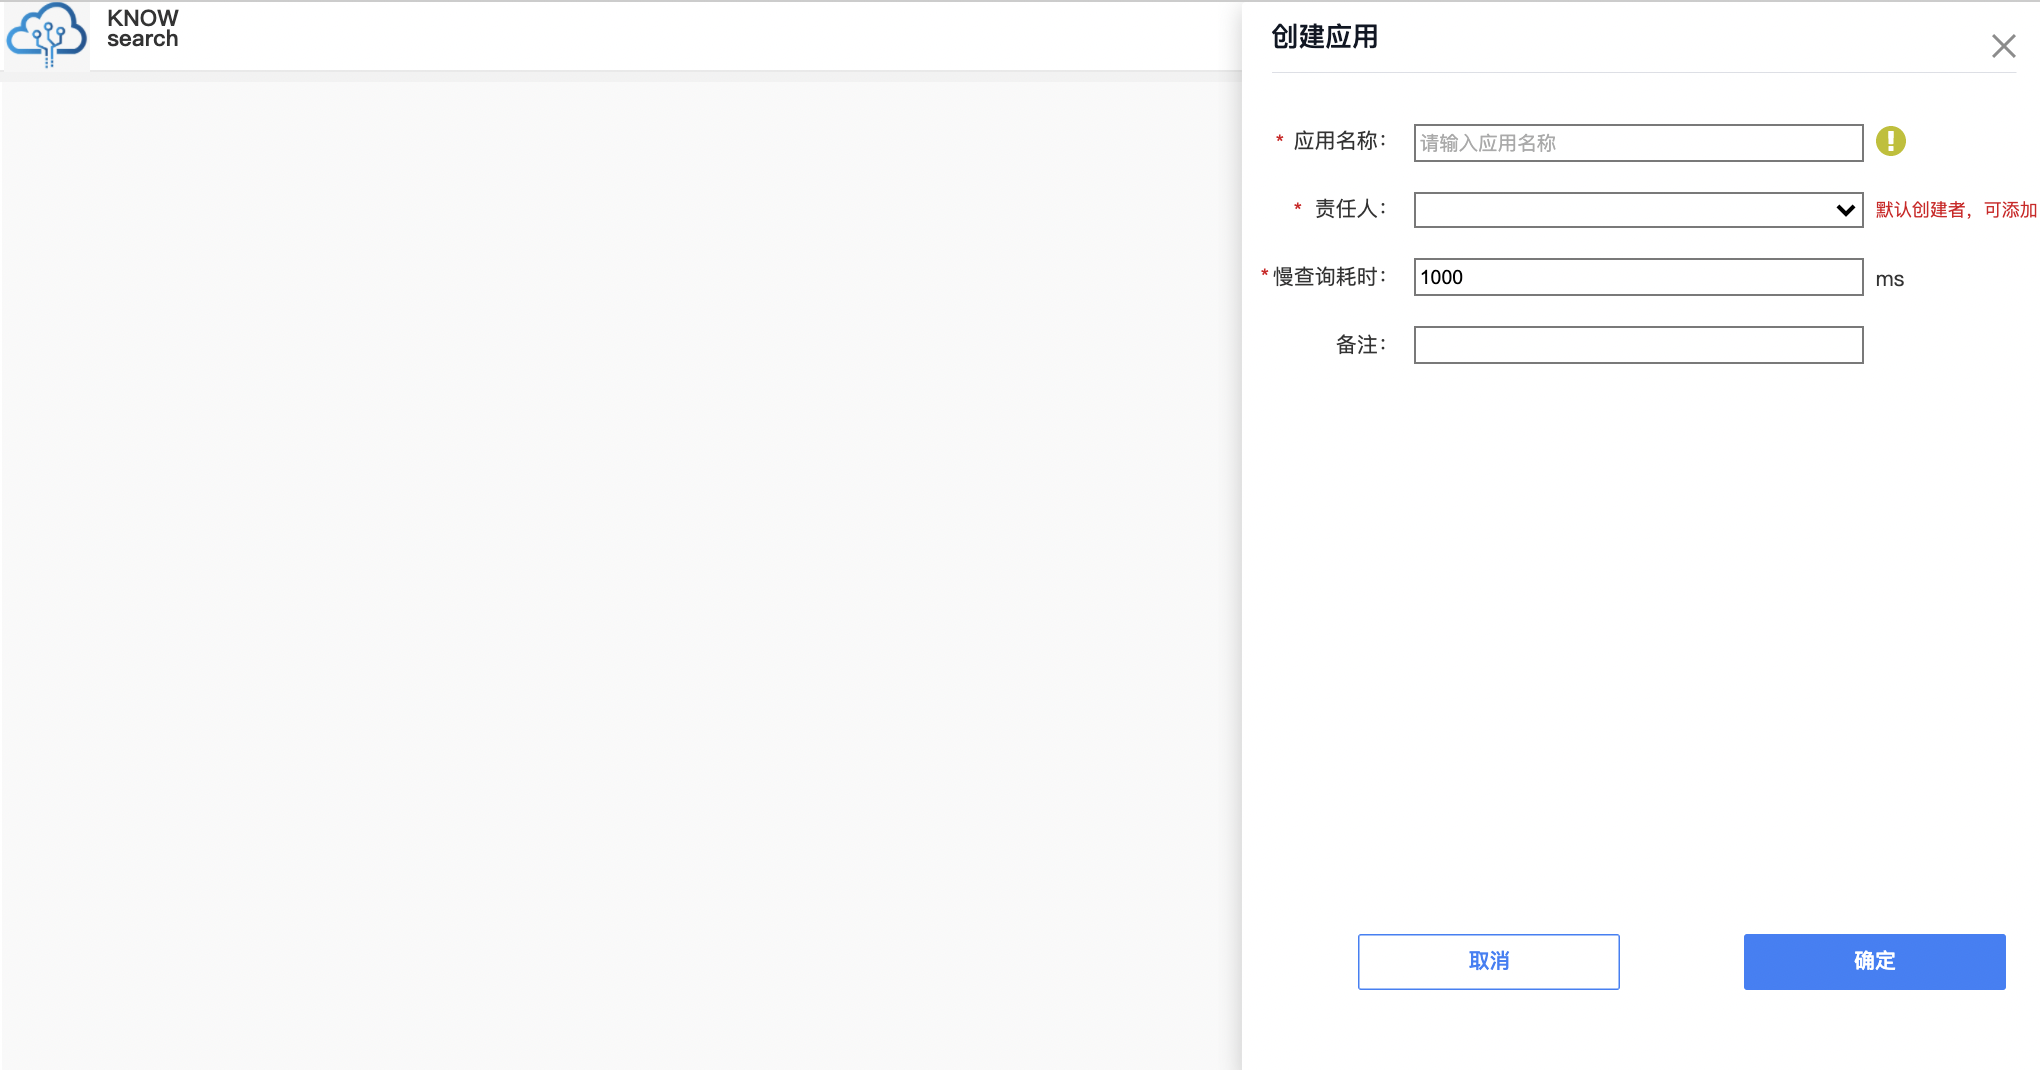 KNOW
search
创建应用
* 应用名称：
请输入应用名称
* 责任人：
默认创建者，可添加
* 慢查询耗时：
1000
ms
备注：
取消
确定